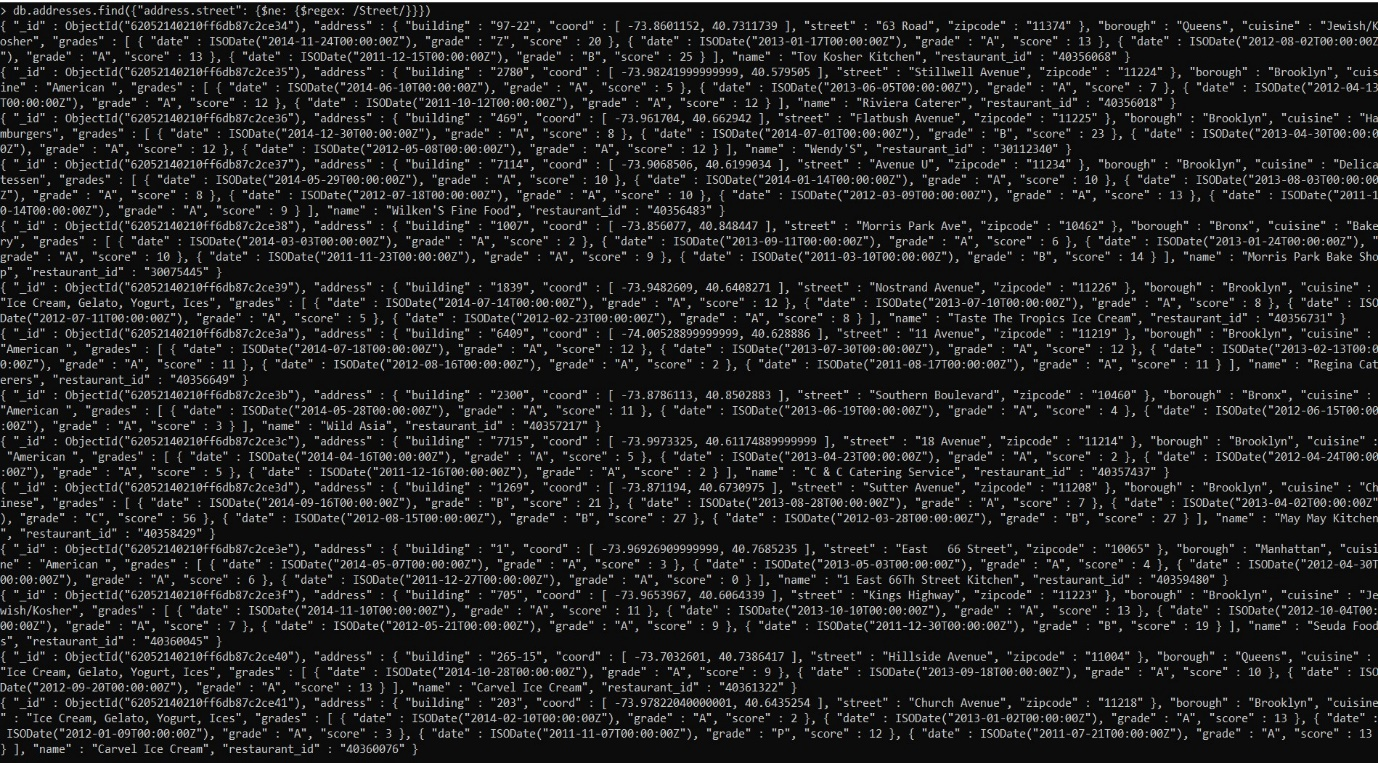 > db.addresses.find({"address.street": {$ne: {$regex: /Street/}}})
{ "_id" : ObjectId("62052140210ff6db87c2ce34"), "address" : { "building" : "97-22", "coord" : [ -73.8601152, 40.7311739 ], "street" : "63 Road", "zipcode" : "11374" }, "borough" : "Queens", "cuisine" : "Jewish/K
osher", "grades" : [ { "date" : ISODate("2014-11-24T00:00:00Z"), "grade" : "Z", "score" : 20 }, { "date" : ISODate("2013-01-17T00:00:00Z"), "grade" : "A", "score" : 13 }, { "date" : ISODate("2012-08-02T00:00:00Z
"), "grade" : "A", "score" : 13 }, { "date" : ISODate("2011-12-15T00:00:00Z"), "grade" : "B", "score" : 25 } ], "name" : "Tov Kosher Kitchen", "restaurant_id" : "40356068" }
{ "_id" : ObjectId("62052140210ff6db87c2ce35"), "address" : { "building" : "2780", "coord" : [ -73.98241999999999, 40.579505 ], "street" : "Stillwell Avenue", "zipcode" : "11224" }, "borough" : "Brooklyn", "cuis
ine" : "American ", "grades" : [ { "date" : ISODate("2014-06-10T00:00:00Z"), "grade" : "A", "score" : 5 }, { "date" : ISODate("2013-06-05T00:00:00Z"), "grade" : "A", "score" : 7 }, { "date" : ISODate("2012-04-13
T00:00:00Z"), "grade" : "A", "score" : 12 }, { "date" : ISODate("2011-10-12T00:00:00Z"), "grade" : "A", "score" : 12 } ], "name" : "Riviera Caterer", "restaurant_id" : "40356018" }
{ "_id" : ObjectId("62052140210ff6db87c2ce36"), "address" : { "building" : "469", "coord" : [ -73.961704, 40.662942 ], "street" : "Flatbush Avenue", "zipcode" : "11225" }, "borough" : "Brooklyn", "cuisine" : "Ha
mburgers", "grades" : [ { "date" : ISODate("2014-12-30T00:00:00Z"), "grade" : "A", "score" : 8 }, { "date" : ISODate("2014-07-01T00:00:00Z"), "grade" : "B", "score" : 23 }, { "date" : ISODate("2013-04-30T00:00:0
0Z"), "grade" : "A", "score" : 12 }, { "date" : ISODate("2012-05-08T00:00:00Z"), "grade" : "A", "score" : 12 } ], "name" : "Wendy'S", "restaurant_id" : "30112340" }
{ "_id" : ObjectId("62052140210ff6db87c2ce37"), "address" : { "building" : "7114", "coord" : [ -73.9068506, 40.6199034 ], "street" : "Avenue U", "zipcode" : "11234" }, "borough" : "Brooklyn", "cuisine" : "Delica
tessen", "grades" : [ { "date" : ISODate("2014-05-29T00:00:00Z"), "grade" : "A", "score" : 10 }, { "date" : ISODate("2014-01-14T00:00:00Z"), "grade" : "A", "score" : 10 }, { "date" : ISODate("2013-08-03T00:00:00
Z"), "grade" : "A", "score" : 8 }, { "date" : ISODate("2012-07-18T00:00:00Z"), "grade" : "A", "score" : 10 }, { "date" : ISODate("2012-03-09T00:00:00Z"), "grade" : "A", "score" : 13 }, { "date" : ISODate("2011-1
0-14T00:00:00Z"), "grade" : "A", "score" : 9 } ], "name" : "Wilken'S Fine Food", "restaurant_id" : "40356483" }
{ "_id" : ObjectId("62052140210ff6db87c2ce38"), "address" : { "building" : "1007", "coord" : [ -73.856077, 40.848447 ], "street" : "Morris Park Ave", "zipcode" : "10462" }, "borough" : "Bronx", "cuisine" : "Bake
ry", "grades" : [ { "date" : ISODate("2014-03-03T00:00:00Z"), "grade" : "A", "score" : 2 }, { "date" : ISODate("2013-09-11T00:00:00Z"), "grade" : "A", "score" : 6 }, { "date" : ISODate("2013-01-24T00:00:00Z"), "
grade" : "A", "score" : 10 }, { "date" : ISODate("2011-11-23T00:00:00Z"), "grade" : "A", "score" : 9 }, { "date" : ISODate("2011-03-10T00:00:00Z"), "grade" : "B", "score" : 14 } ], "name" : "Morris Park Bake Sho
p", "restaurant_id" : "30075445" }
{ "_id" : ObjectId("62052140210ff6db87c2ce39"), "address" : { "building" : "1839", "coord" : [ -73.9482609, 40.6408271 ], "street" : "Nostrand Avenue", "zipcode" : "11226" }, "borough" : "Brooklyn", "cuisine" :
"Ice Cream, Gelato, Yogurt, Ices", "grades" : [ { "date" : ISODate("2014-07-14T00:00:00Z"), "grade" : "A", "score" : 12 }, { "date" : ISODate("2013-07-10T00:00:00Z"), "grade" : "A", "score" : 8 }, { "date" : ISO
Date("2012-07-11T00:00:00Z"), "grade" : "A", "score" : 5 }, { "date" : ISODate("2012-02-23T00:00:00Z"), "grade" : "A", "score" : 8 } ], "name" : "Taste The Tropics Ice Cream", "restaurant_id" : "40356731" }
{ "_id" : ObjectId("62052140210ff6db87c2ce3a"), "address" : { "building" : "6409", "coord" : [ -74.00528899999999, 40.628886 ], "street" : "11 Avenue", "zipcode" : "11219" }, "borough" : "Brooklyn", "cuisine" :
"American ", "grades" : [ { "date" : ISODate("2014-07-18T00:00:00Z"), "grade" : "A", "score" : 12 }, { "date" : ISODate("2013-07-30T00:00:00Z"), "grade" : "A", "score" : 12 }, { "date" : ISODate("2013-02-13T00:0
0:00Z"), "grade" : "A", "score" : 11 }, { "date" : ISODate("2012-08-16T00:00:00Z"), "grade" : "A", "score" : 2 }, { "date" : ISODate("2011-08-17T00:00:00Z"), "grade" : "A", "score" : 11 } ], "name" : "Regina Cat
erers", "restaurant_id" : "40356649" }
{ "_id" : ObjectId("62052140210ff6db87c2ce3b"), "address" : { "building" : "2300", "coord" : [ -73.8786113, 40.8502883 ], "street" : "Southern Boulevard", "zipcode" : "10460" }, "borough" : "Bronx", "cuisine" :
"American ", "grades" : [ { "date" : ISODate("2014-05-28T00:00:00Z"), "grade" : "A", "score" : 11 }, { "date" : ISODate("2013-06-19T00:00:00Z"), "grade" : "A", "score" : 4 }, { "date" : ISODate("2012-06-15T00:00
:00Z"), "grade" : "A", "score" : 3 } ], "name" : "Wild Asia", "restaurant_id" : "40357217" }
{ "_id" : ObjectId("62052140210ff6db87c2ce3c"), "address" : { "building" : "7715", "coord" : [ -73.9973325, 40.61174889999999 ], "street" : "18 Avenue", "zipcode" : "11214" }, "borough" : "Brooklyn", "cuisine" :
 "American ", "grades" : [ { "date" : ISODate("2014-04-16T00:00:00Z"), "grade" : "A", "score" : 5 }, { "date" : ISODate("2013-04-23T00:00:00Z"), "grade" : "A", "score" : 2 }, { "date" : ISODate("2012-04-24T00:00
:00Z"), "grade" : "A", "score" : 5 }, { "date" : ISODate("2011-12-16T00:00:00Z"), "grade" : "A", "score" : 2 } ], "name" : "C & C Catering Service", "restaurant_id" : "40357437" }
{ "_id" : ObjectId("62052140210ff6db87c2ce3d"), "address" : { "building" : "1269", "coord" : [ -73.871194, 40.6730975 ], "street" : "Sutter Avenue", "zipcode" : "11208" }, "borough" : "Brooklyn", "cuisine" : "Ch
inese", "grades" : [ { "date" : ISODate("2014-09-16T00:00:00Z"), "grade" : "B", "score" : 21 }, { "date" : ISODate("2013-08-28T00:00:00Z"), "grade" : "A", "score" : 7 }, { "date" : ISODate("2013-04-02T00:00:00Z"
), "grade" : "C", "score" : 56 }, { "date" : ISODate("2012-08-15T00:00:00Z"), "grade" : "B", "score" : 27 }, { "date" : ISODate("2012-03-28T00:00:00Z"), "grade" : "B", "score" : 27 } ], "name" : "May May Kitchen
", "restaurant_id" : "40358429" }
{ "_id" : ObjectId("62052140210ff6db87c2ce3e"), "address" : { "building" : "1", "coord" : [ -73.96926909999999, 40.7685235 ], "street" : "East   66 Street", "zipcode" : "10065" }, "borough" : "Manhattan", "cuisi
ne" : "American ", "grades" : [ { "date" : ISODate("2014-05-07T00:00:00Z"), "grade" : "A", "score" : 3 }, { "date" : ISODate("2013-05-03T00:00:00Z"), "grade" : "A", "score" : 4 }, { "date" : ISODate("2012-04-30T
00:00:00Z"), "grade" : "A", "score" : 6 }, { "date" : ISODate("2011-12-27T00:00:00Z"), "grade" : "A", "score" : 0 } ], "name" : "1 East 66Th Street Kitchen", "restaurant_id" : "40359480" }
{ "_id" : ObjectId("62052140210ff6db87c2ce3f"), "address" : { "building" : "705", "coord" : [ -73.9653967, 40.6064339 ], "street" : "Kings Highway", "zipcode" : "11223" }, "borough" : "Brooklyn", "cuisine" : "Je
wish/Kosher", "grades" : [ { "date" : ISODate("2014-11-10T00:00:00Z"), "grade" : "A", "score" : 11 }, { "date" : ISODate("2013-10-10T00:00:00Z"), "grade" : "A", "score" : 13 }, { "date" : ISODate("2012-10-04T00:
00:00Z"), "grade" : "A", "score" : 7 }, { "date" : ISODate("2012-05-21T00:00:00Z"), "grade" : "A", "score" : 9 }, { "date" : ISODate("2011-12-30T00:00:00Z"), "grade" : "B", "score" : 19 } ], "name" : "Seuda Food
s", "restaurant_id" : "40360045" }
{ "_id" : ObjectId("62052140210ff6db87c2ce40"), "address" : { "building" : "265-15", "coord" : [ -73.7032601, 40.7386417 ], "street" : "Hillside Avenue", "zipcode" : "11004" }, "borough" : "Queens", "cuisine" :
"Ice Cream, Gelato, Yogurt, Ices", "grades" : [ { "date" : ISODate("2014-10-28T00:00:00Z"), "grade" : "A", "score" : 9 }, { "date" : ISODate("2013-09-18T00:00:00Z"), "grade" : "A", "score" : 10 }, { "date" : ISO
Date("2012-09-20T00:00:00Z"), "grade" : "A", "score" : 13 } ], "name" : "Carvel Ice Cream", "restaurant_id" : "40361322" }
{ "_id" : ObjectId("62052140210ff6db87c2ce41"), "address" : { "building" : "203", "coord" : [ -73.97822040000001, 40.6435254 ], "street" : "Church Avenue", "zipcode" : "11218" }, "borough" : "Brooklyn", "cuisine
" : "Ice Cream, Gelato, Yogurt, Ices", "grades" : [ { "date" : ISODate("2014-02-10T00:00:00Z"), "grade" : "A", "score" : 2 }, { "date" : ISODate("2013-01-02T00:00:00Z"), "grade" : "A", "score" : 13 }, { "date" :
 ISODate("2012-01-09T00:00:00Z"), "grade" : "A", "score" : 3 }, { "date" : ISODate("2011-11-07T00:00:00Z"), "grade" : "P", "score" : 12 }, { "date" : ISODate("2011-07-21T00:00:00Z"), "grade" : "A", "score" : 13
} ], "name" : "Carvel Ice Cream", "restaurant_id" : "40360076" }